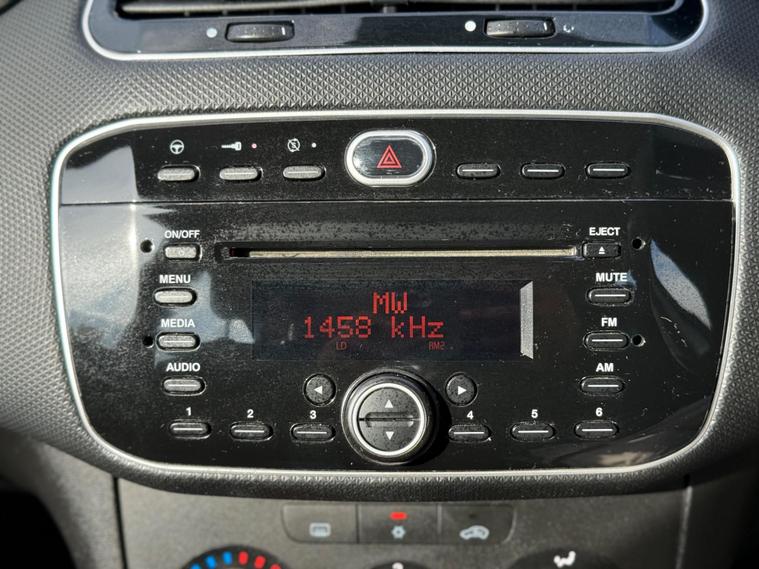 ON/OFF
EJECT
MENU
MUTE
MW
1458 kHz
MEDIA
FM
LD
AUDIO
AM
1
2
3
4
5
6